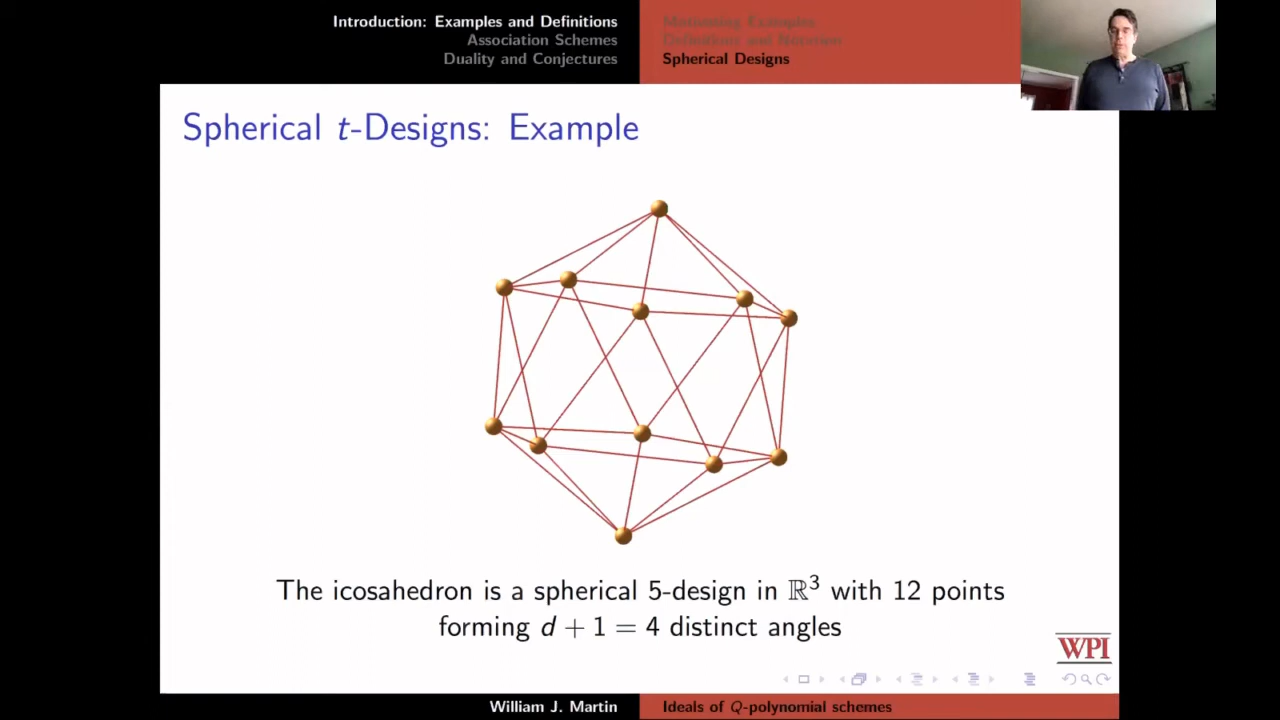 Introduction: Examples and Definitions
Association Schemes
Duality and Conjectures
Motivating Examples
Definitions and Notation
Spherical Designs
Spherical t-Designs: Example
The icosahedron is a spherical 5-design in ℝ³ with 12 points
forming d + 1 = 4 distinct angles
WPI
William J. Martin
Ideals of Q-polynomial schemes